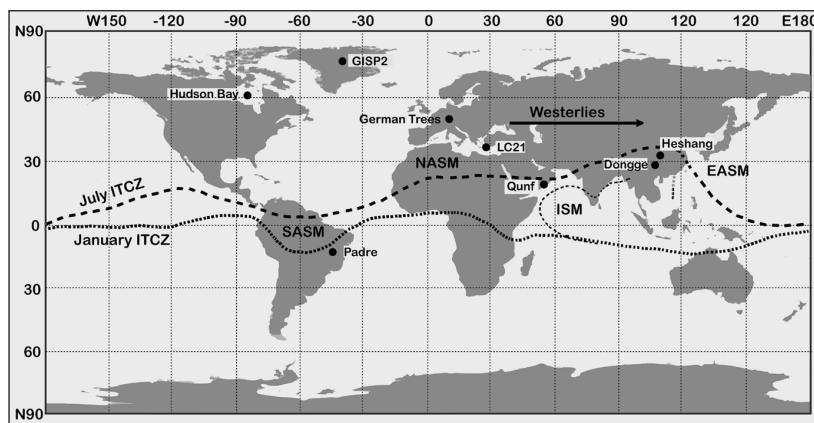 W150 -120 -90 -60 0 30 60 90 120 120 E180
N90
GISP2
Hudson Bay
60
German Trees
Westerlies
LC21
Heshang
30
NASM
Dongge
EASM
July ITCZ
Qunf
ISM
0
January ITCZ
SASM
Padre
30
60
N90